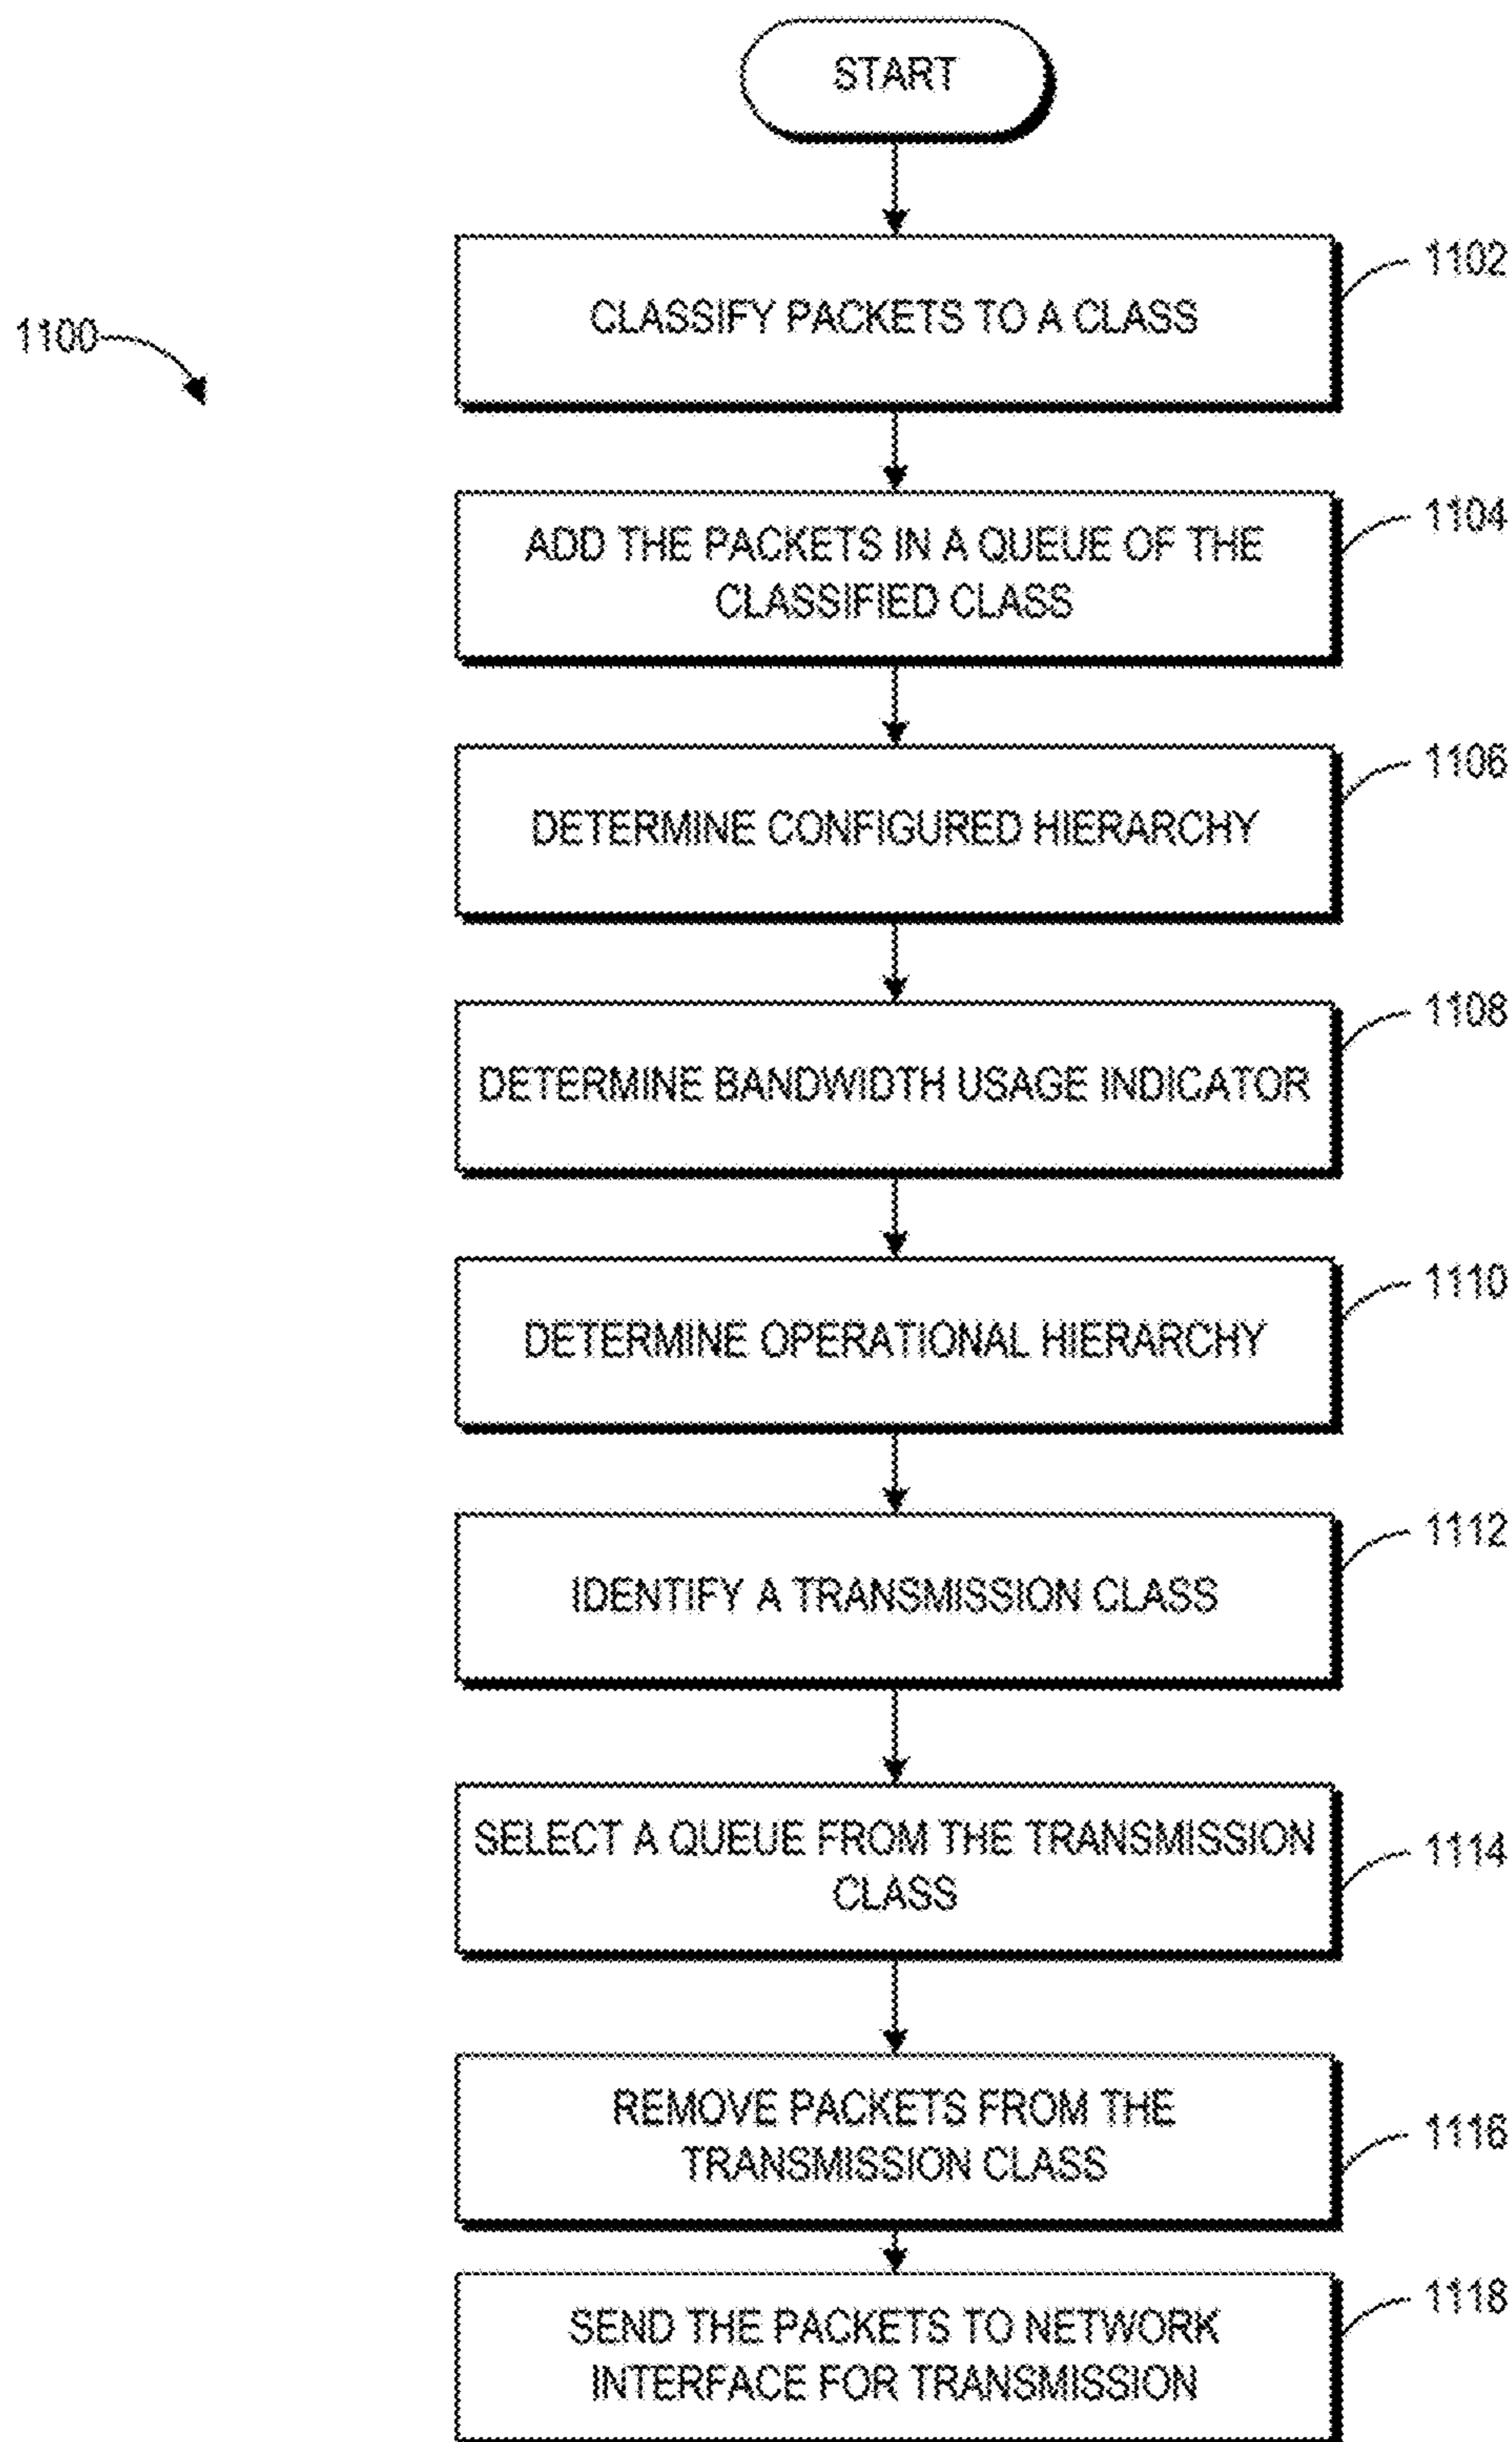 START
1100
CLASSIFY PACKETS TO A CLASS
1102
ADD THE PACKETS IN A QUEUE OF THE
CLASSIFIED CLASS
1104
DETERMINE CONFIGURED HIERARCHY
1106
DETERMINE BANDWIDTH USAGE INDICATOR
1108
DETERMINE OPERATIONAL HIERARCHY
1110
IDENTIFY A TRANSMISSION CLASS
1112
SELECT A QUEUE FROM THE TRANSMISSION
CLASS
1114
REMOVE PACKETS FROM THE
TRANSMISSION CLASS
1116
SEND THE PACKETS TO NETWORK
INTERFACE FOR TRANSMISSION
1118